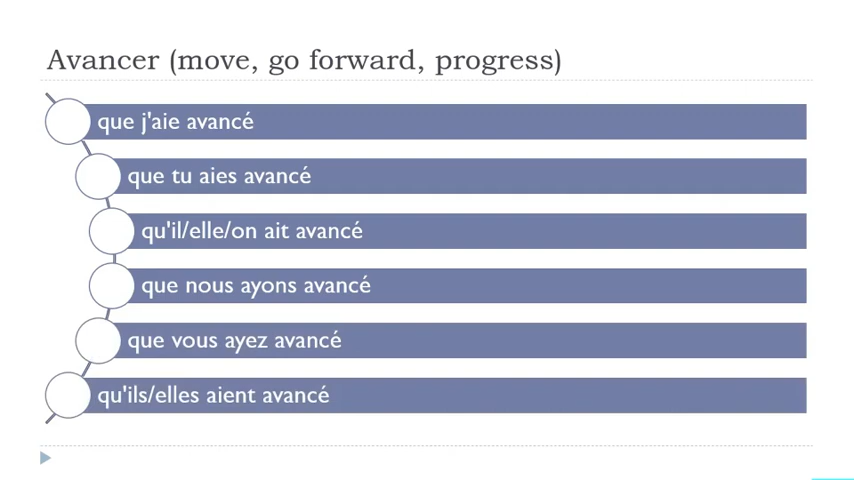 Avancer (move, go forward, progress)
que j'aie avancé
que tu aies avancé
qu'il/elle/on ait avancé
que nous ayons avancé
que vous ayez avancé
qu'ils/elles aient avancé